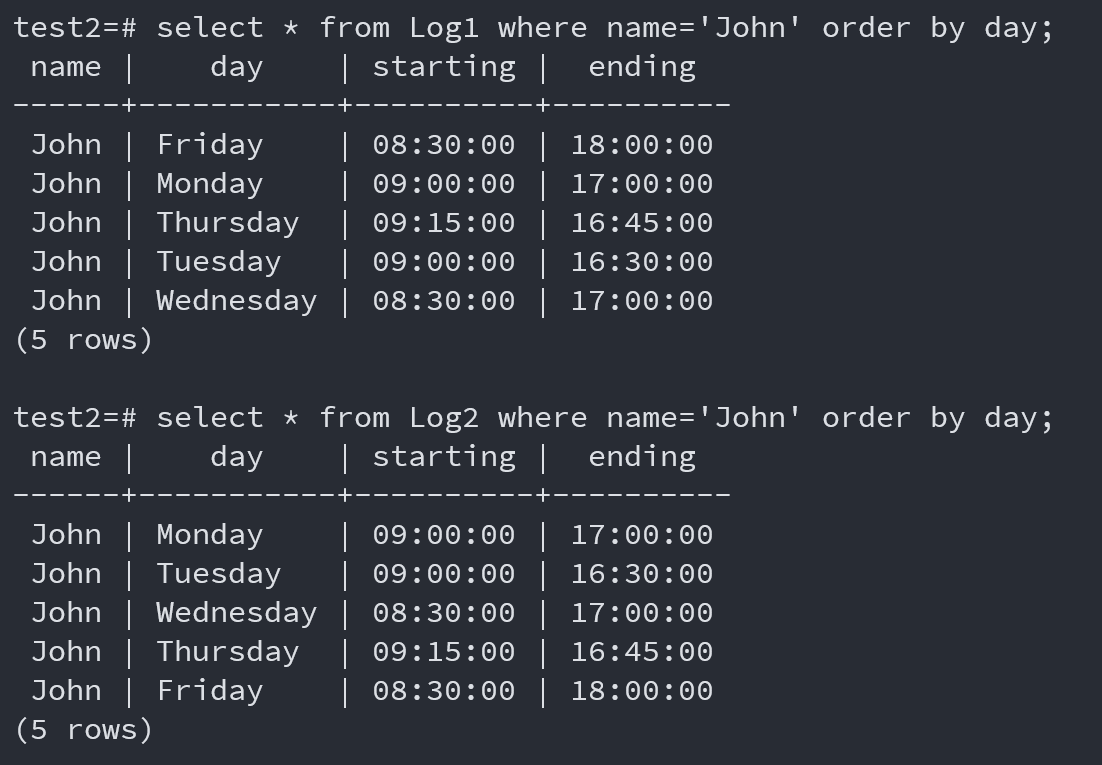 test2=# select * from Log1 where name='John' order by day;
 name |    day    | starting |  ending
------+-----------+----------+----------
 John | Friday    | 08:30:00 | 18:00:00
 John | Monday    | 09:00:00 | 17:00:00
 John | Thursday  | 09:15:00 | 16:45:00
 John | Tuesday   | 09:00:00 | 16:30:00
 John | Wednesday | 08:30:00 | 17:00:00
(5 rows)

test2=# select * from Log2 where name='John' order by day;
 name |    day    | starting |  ending
------+-----------+----------+----------
 John | Monday    | 09:00:00 | 17:00:00
 John | Tuesday   | 09:00:00 | 16:30:00
 John | Wednesday | 08:30:00 | 17:00:00
 John | Thursday  | 09:15:00 | 16:45:00
 John | Friday    | 08:30:00 | 18:00:00
(5 rows)